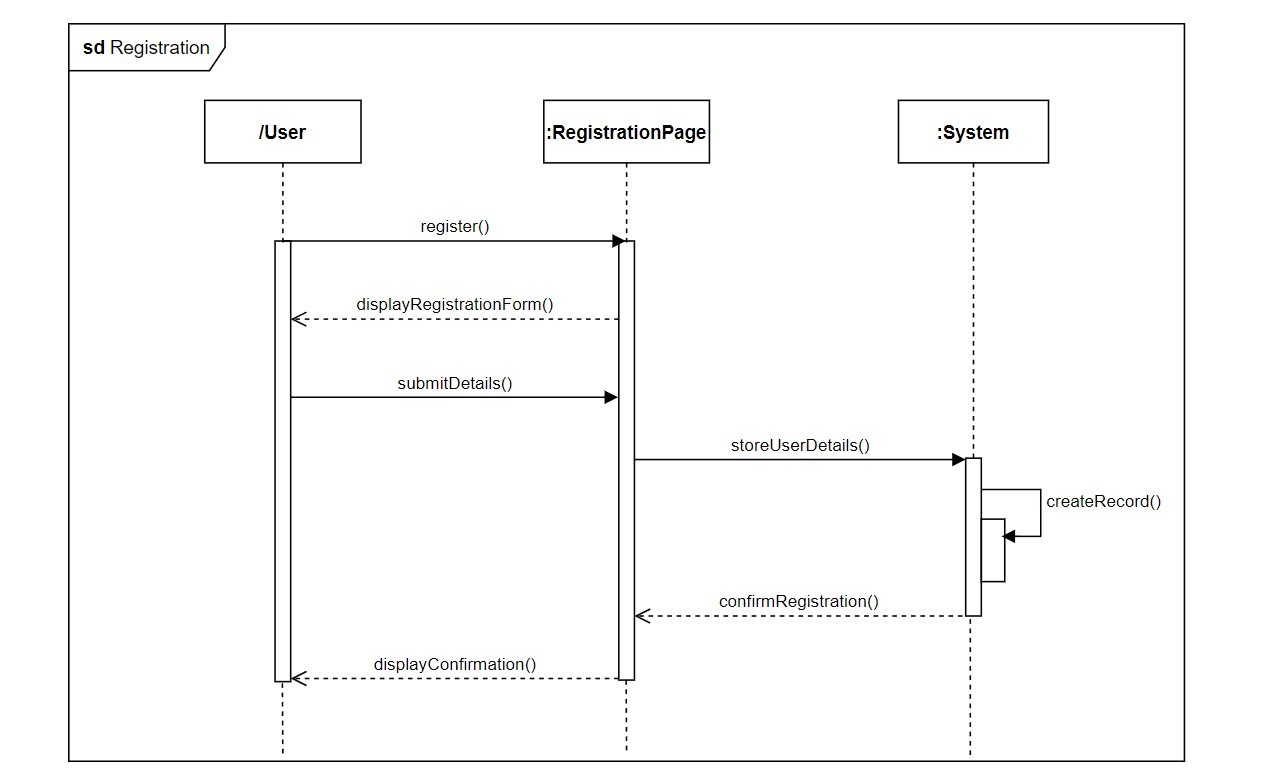 sd Registration
/User
:RegistrationPage
:System
register()
displayRegistrationForm()
submitDetails()
storeUserDetails()
createRecord()
confirmRegistration()
displayConfirmation()